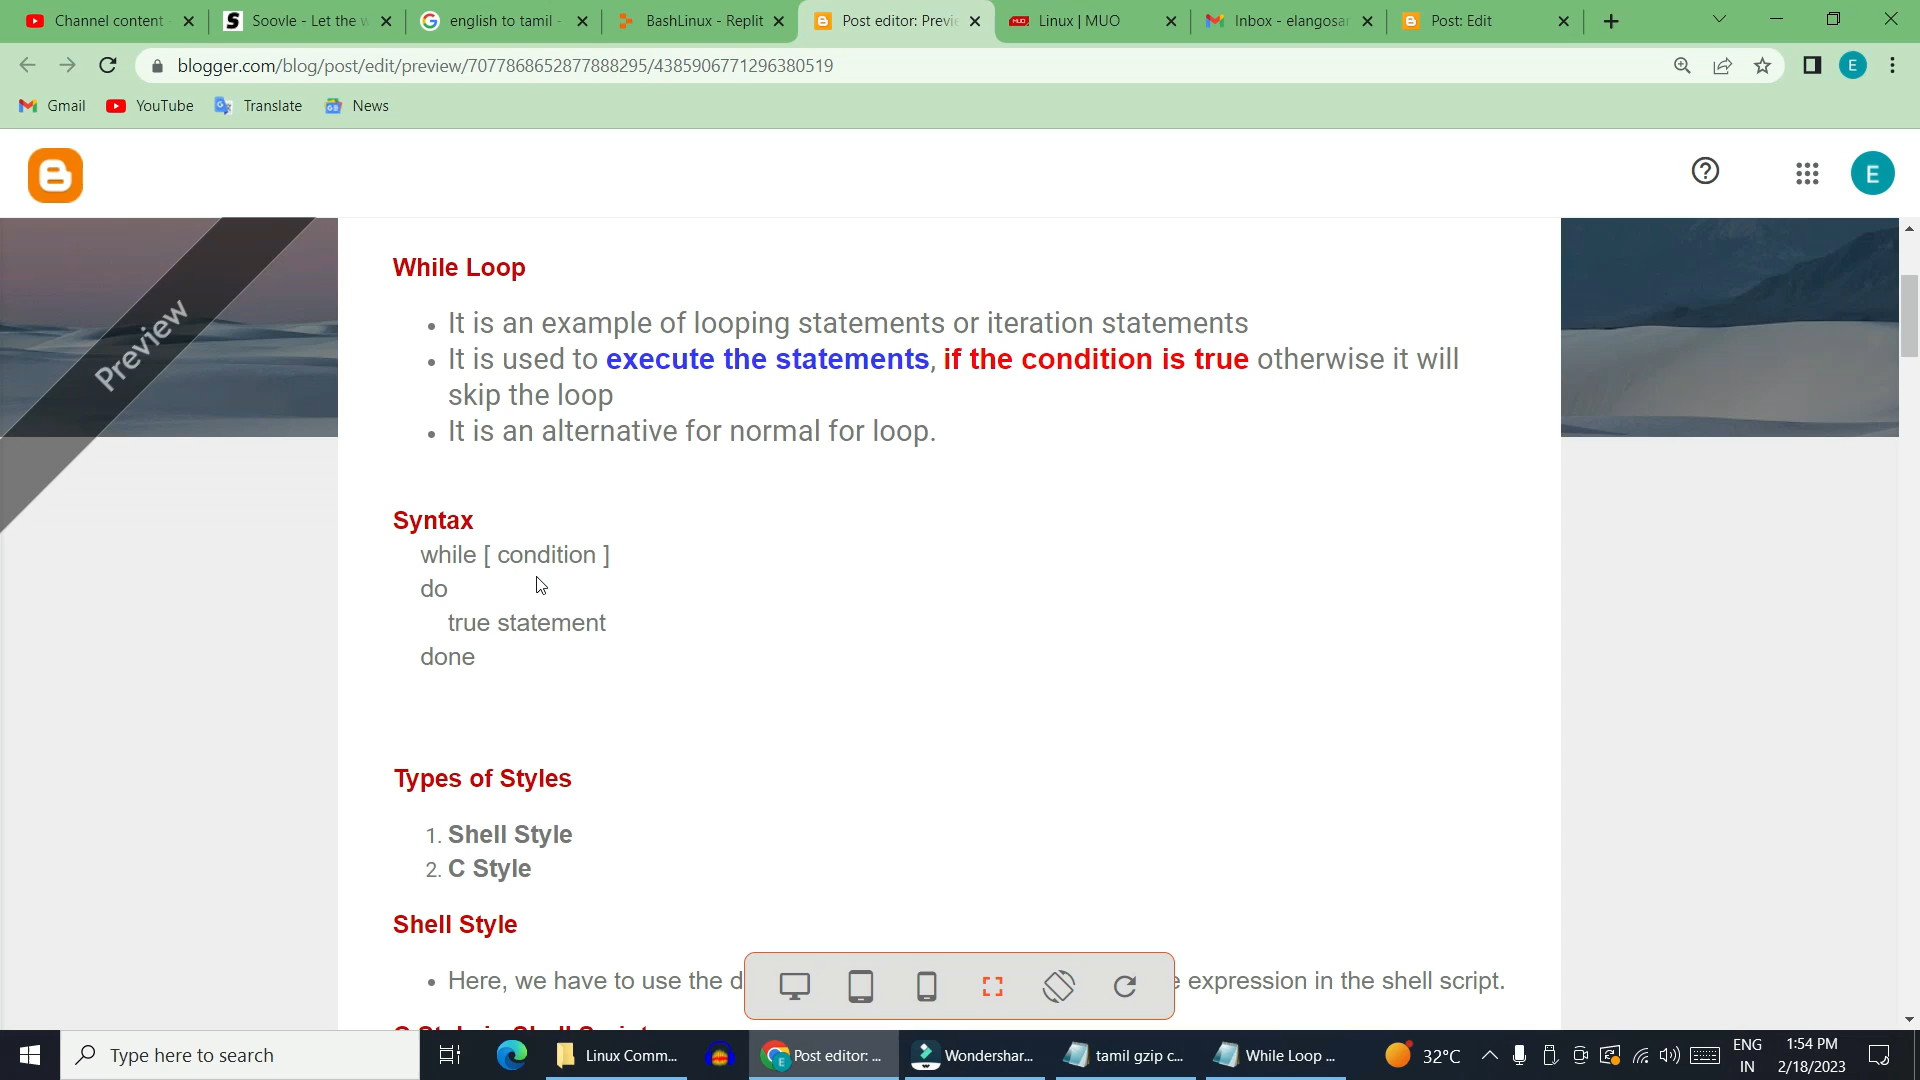 Channel content
Soovle - Let the w
english to tamil -
BashLinux - Replit
Post editor: Previe
Linux | MUO
Inbox - elangosar
Post: Edit
blogger.com/blog/post/edit/preview/7077868652877888295/4385906771296380519
E
Gmail
YouTube
Translate
News
E
Preview
While Loop
• It is an example of looping statements or iteration statements
• It is used to execute the statements, if the condition is true otherwise it will
skip the loop
• It is an alternative for normal for loop.
Syntax
while [ condition ]
do
true statement
done
Types of Styles
1. Shell Style
2. C Style
Shell Style
• Here, we have to use the d
expression in the shell script.
Type here to search
Linux Comm...
Post editor: ...
Wondershar...
tamil gzip c...
While Loop ...
32°C
ENG
IN
1:54 PM
2/18/2023